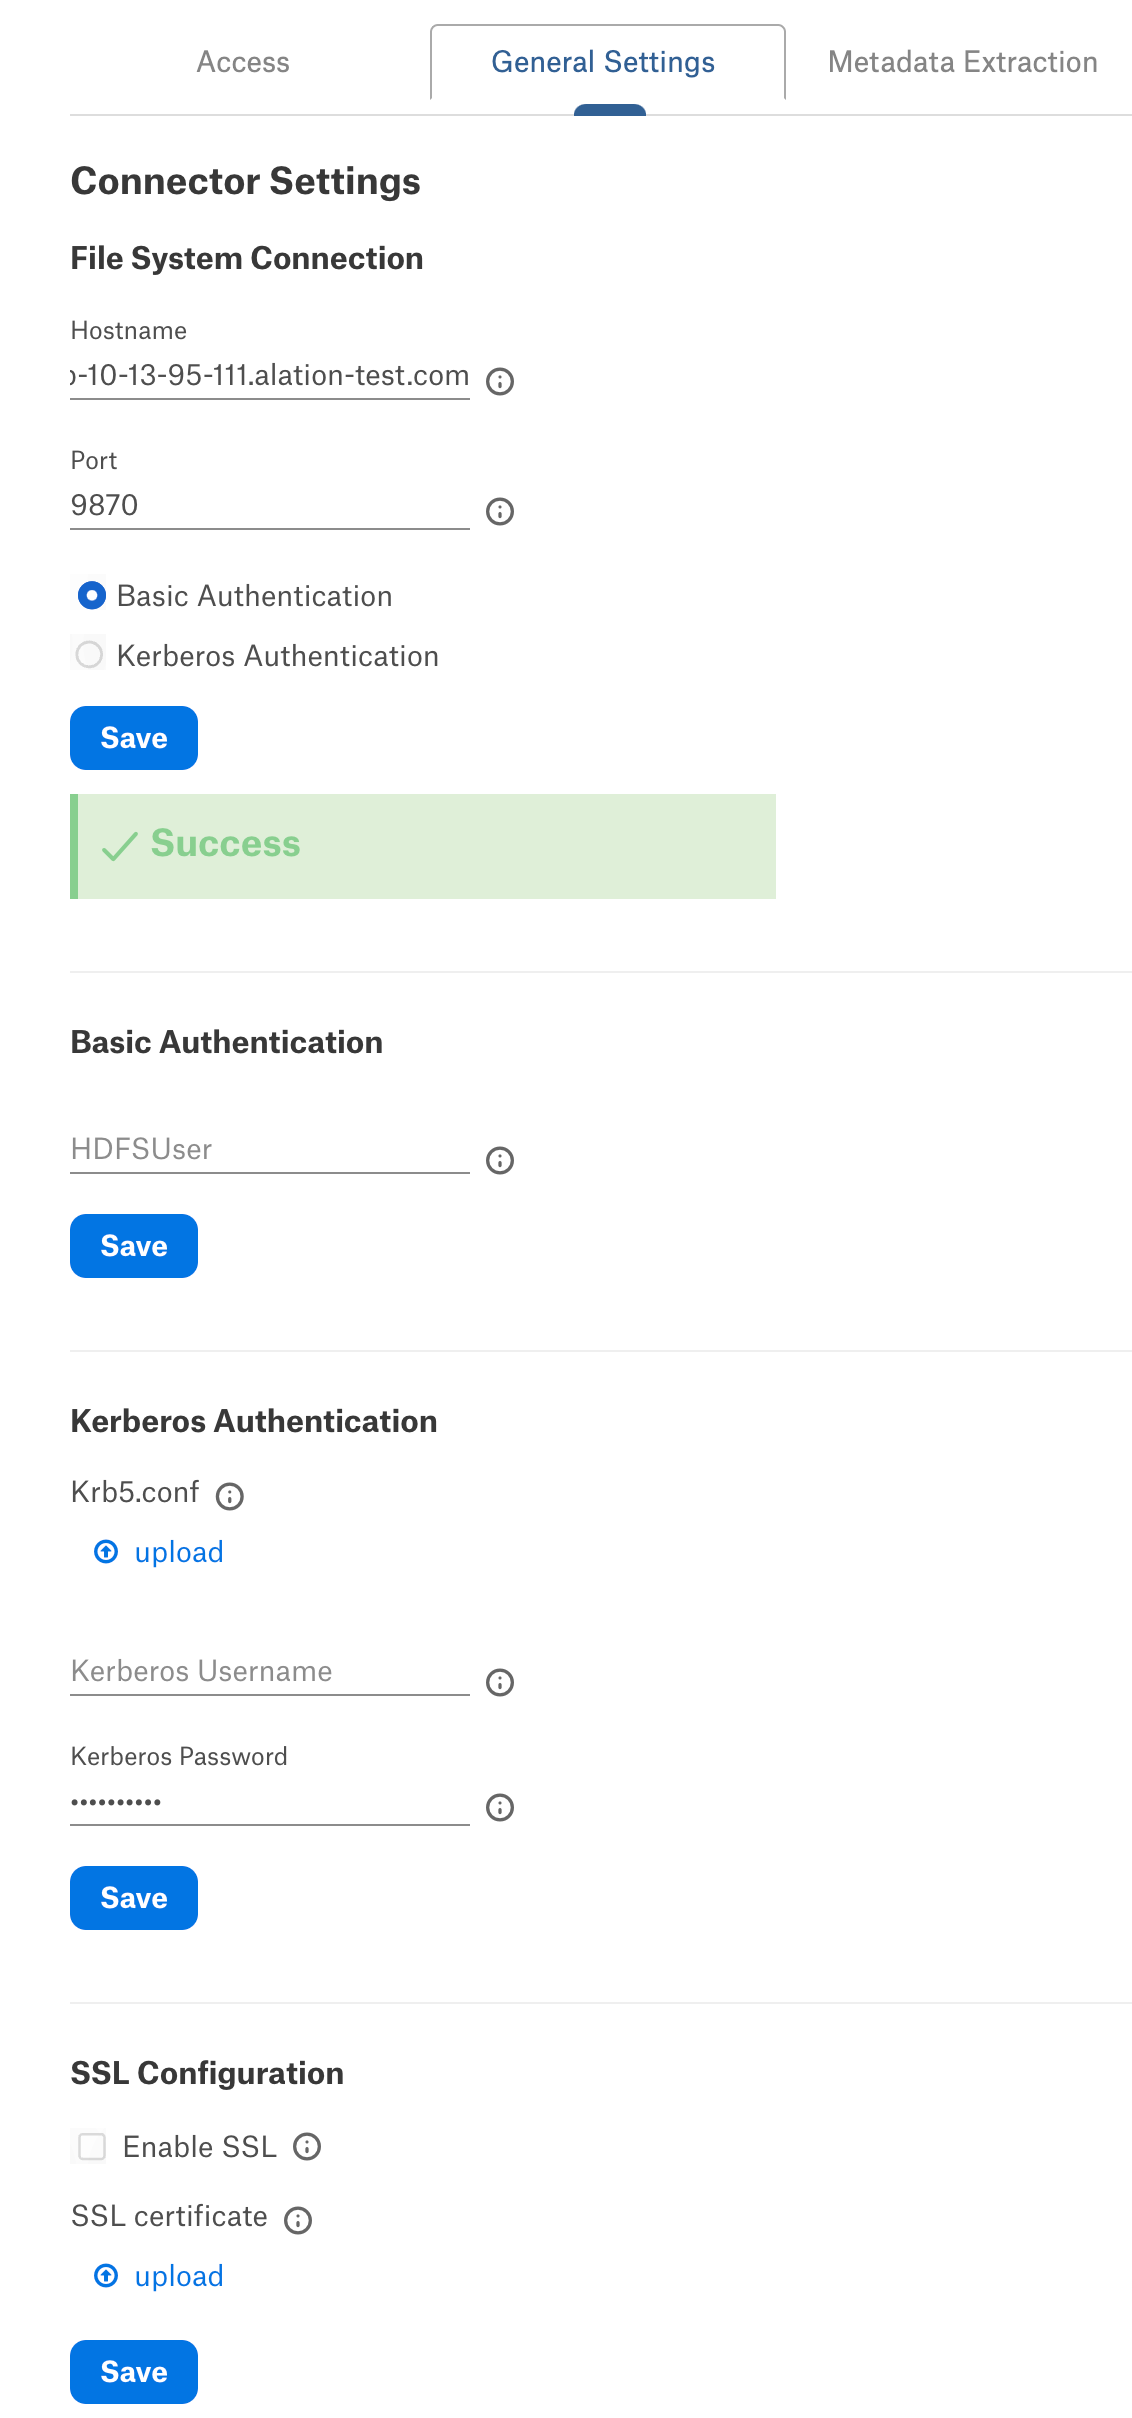 Access General Settings Metadata Extraction
Connector Settings
File System Connection
Hostname
-10-13-95-111.alation-test.com
Port
9870
Basic Authentication
Kerberos Authentication
Save
Success
Basic Authentication
HDFSUser
Save
Kerberos Authentication
Krb5.conf
upload
Kerberos Username
Kerberos Password
••••••••••
Save
SSL Configuration
Enable SSL
SSL certificate
upload
Save